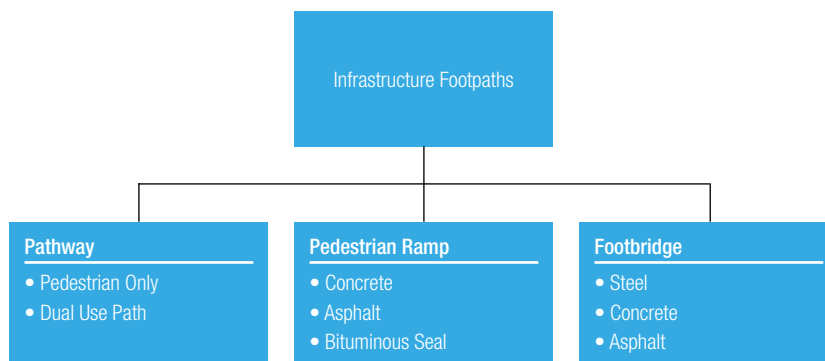 Infrastructure Footpaths
Pathway
• Pedestrian Only
• Dual Use Path
Pedestrian Ramp
• Concrete
• Asphalt
• Bituminous Seal
Footbridge
• Steel
• Concrete
• Asphalt